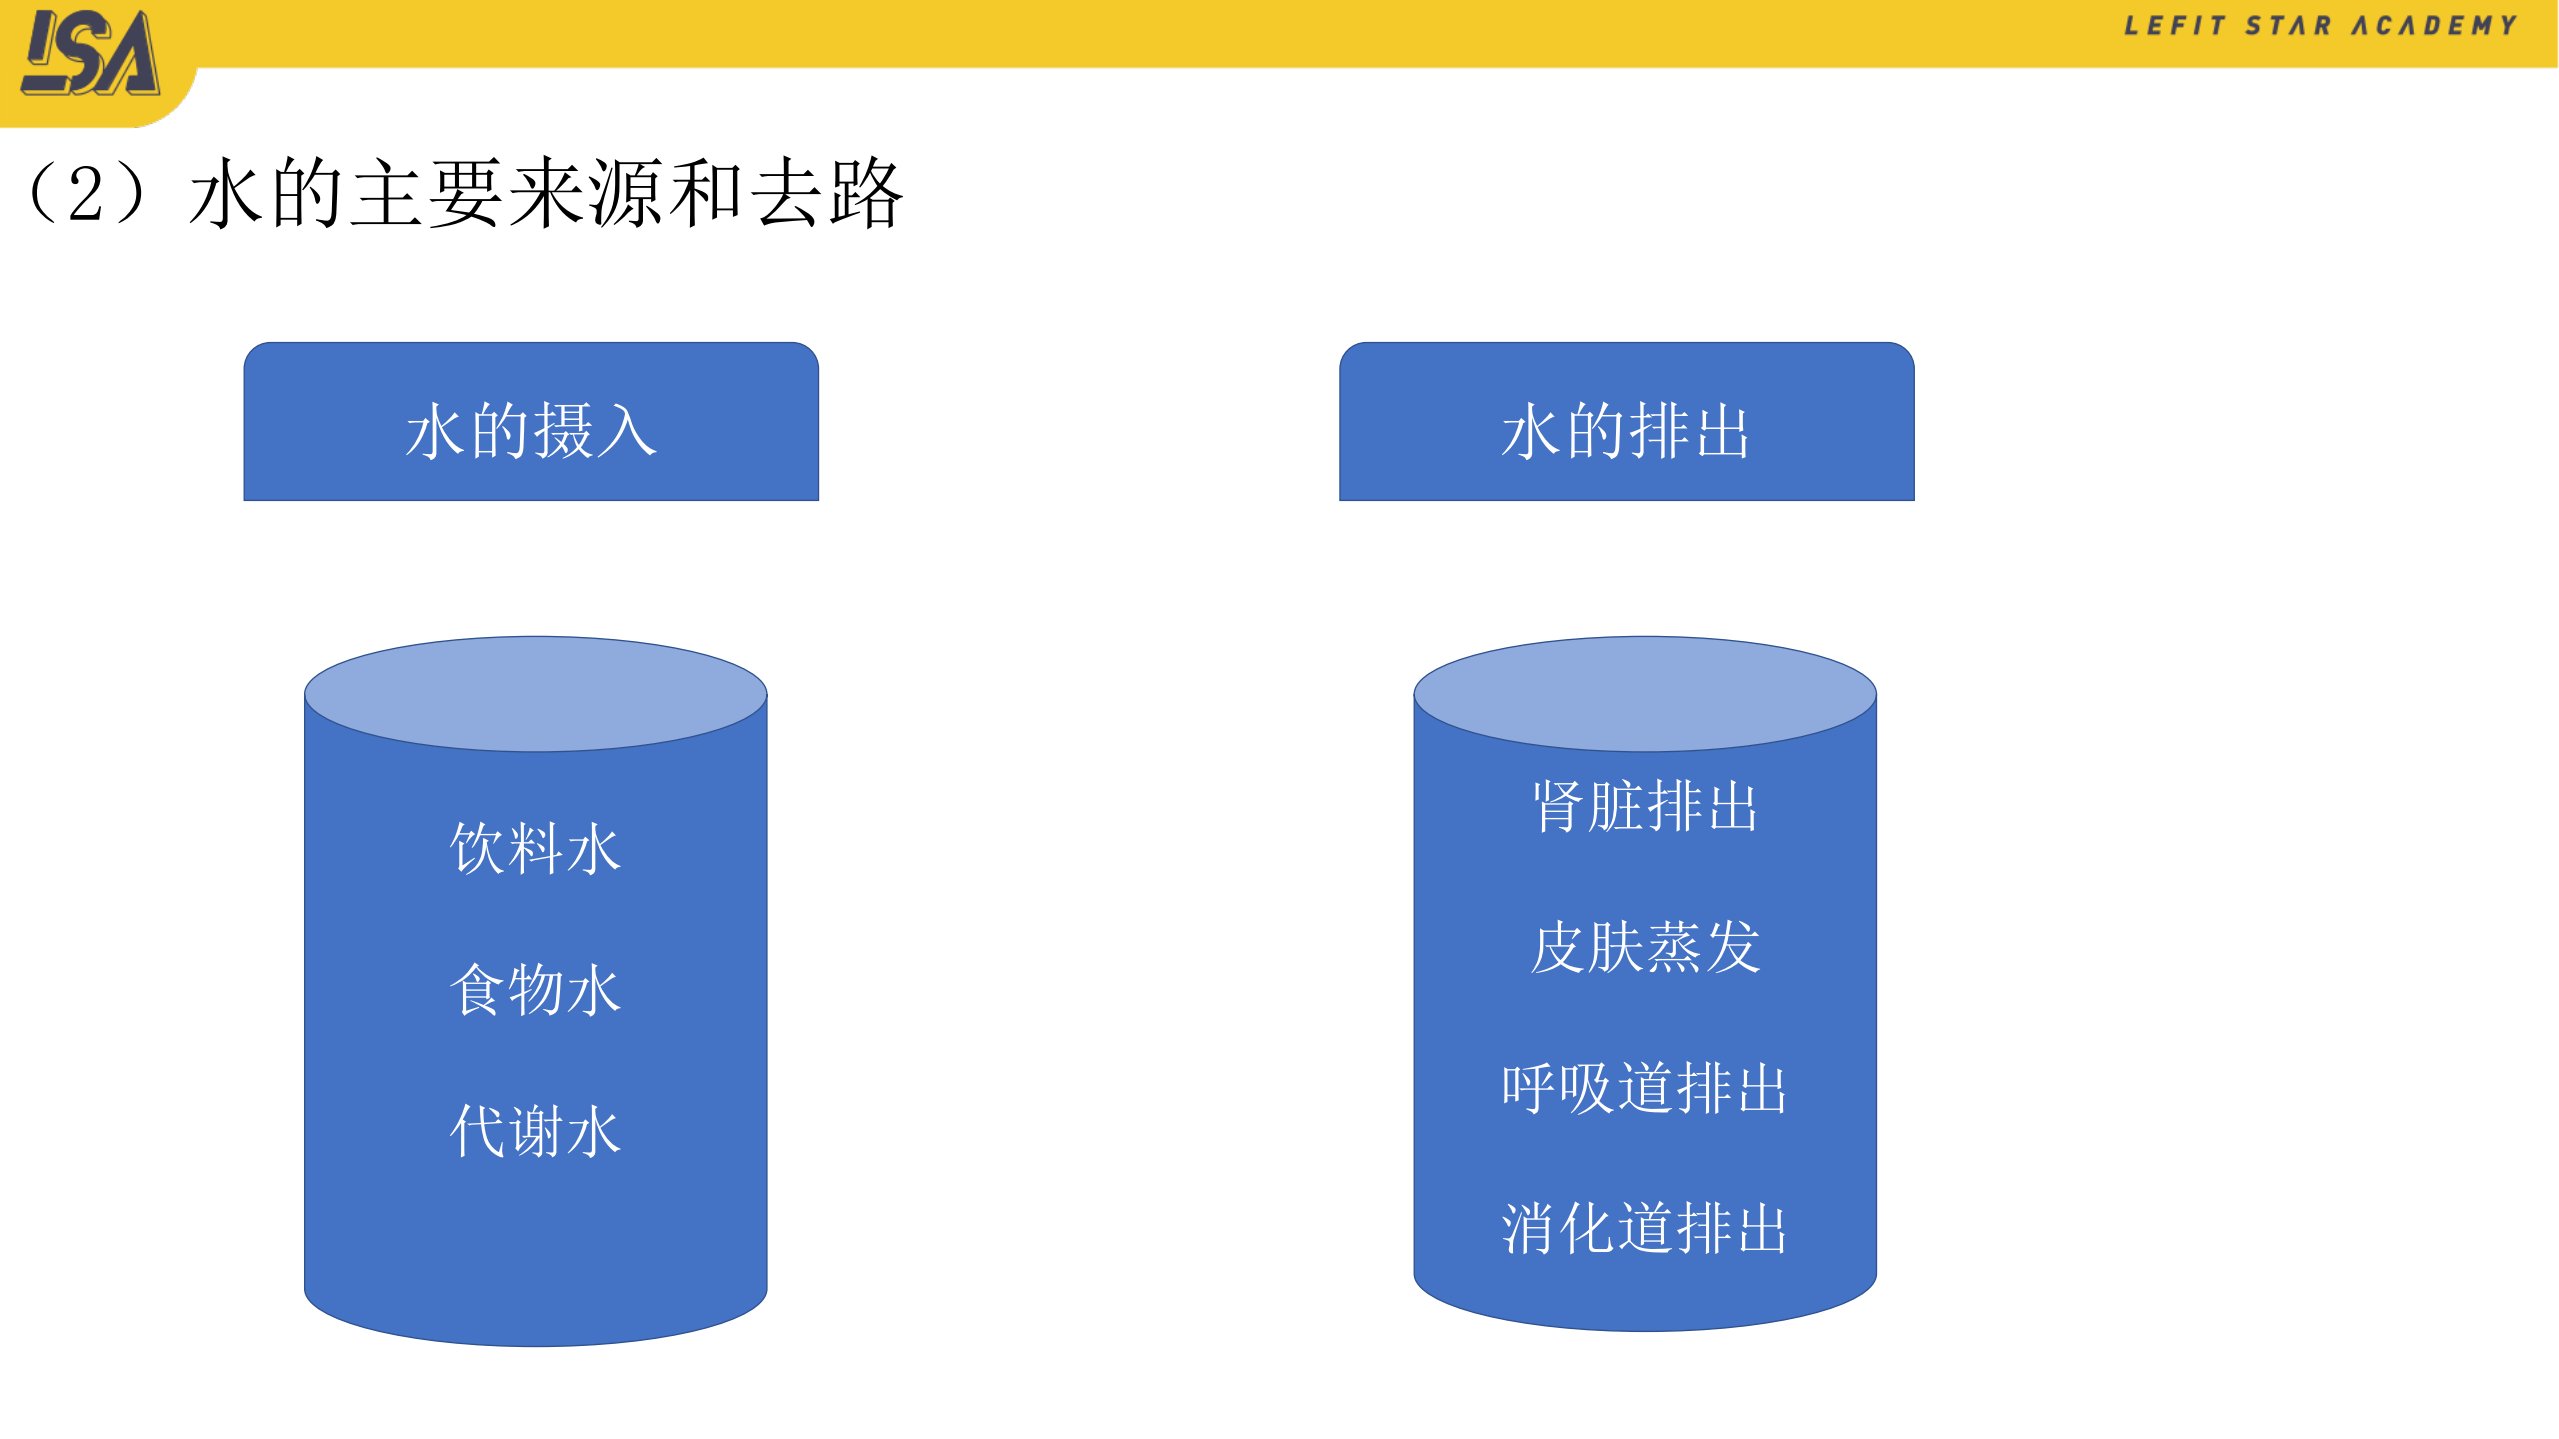 LSA
LEFIT STAR ACADEMY
（2）水的主要来源和去路
水的摄入
水的排出
饮料水
食物水
代谢水
肾脏排出
皮肤蒸发
呼吸道排出
消化道排出